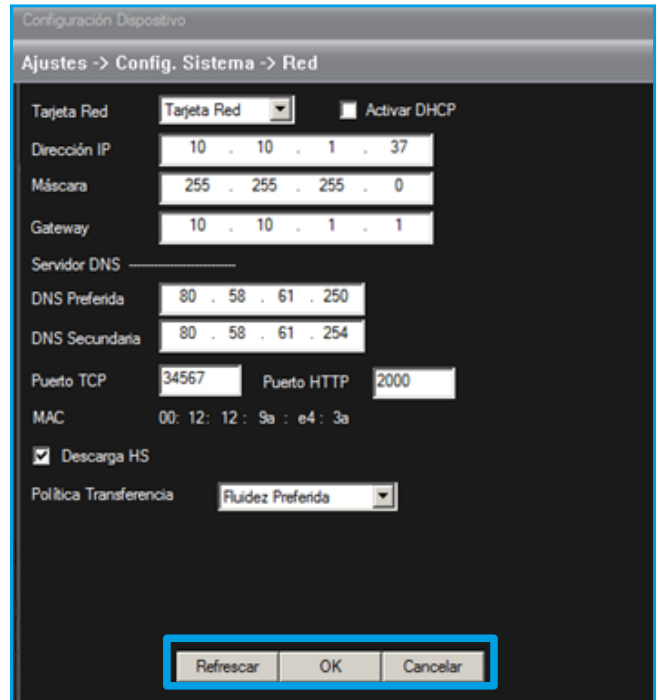 Configuración Dispositivo
Ajustes -> Config. Sistema -> Red
Tarjeta Red Tarjeta Red Activar DHCP
Dirección IP 10 . 10 . 1 . 37
Máscara 255 . 255 . 255 . 0
Gateway 10 . 10 . 1 . 1
Servidor DNS -------------------------
DNS Preferida 80 . 58 . 61 . 250
DNS Secundaria 80 . 58 . 61 . 254
Puerto TCP 34567 Puerto HTTP 2000
MAC 00: 12: 12 : 9a : e4 : 3a
Descarga HS
Política Transferencia Fluidez Preferida
Refrescar OK Cancelar